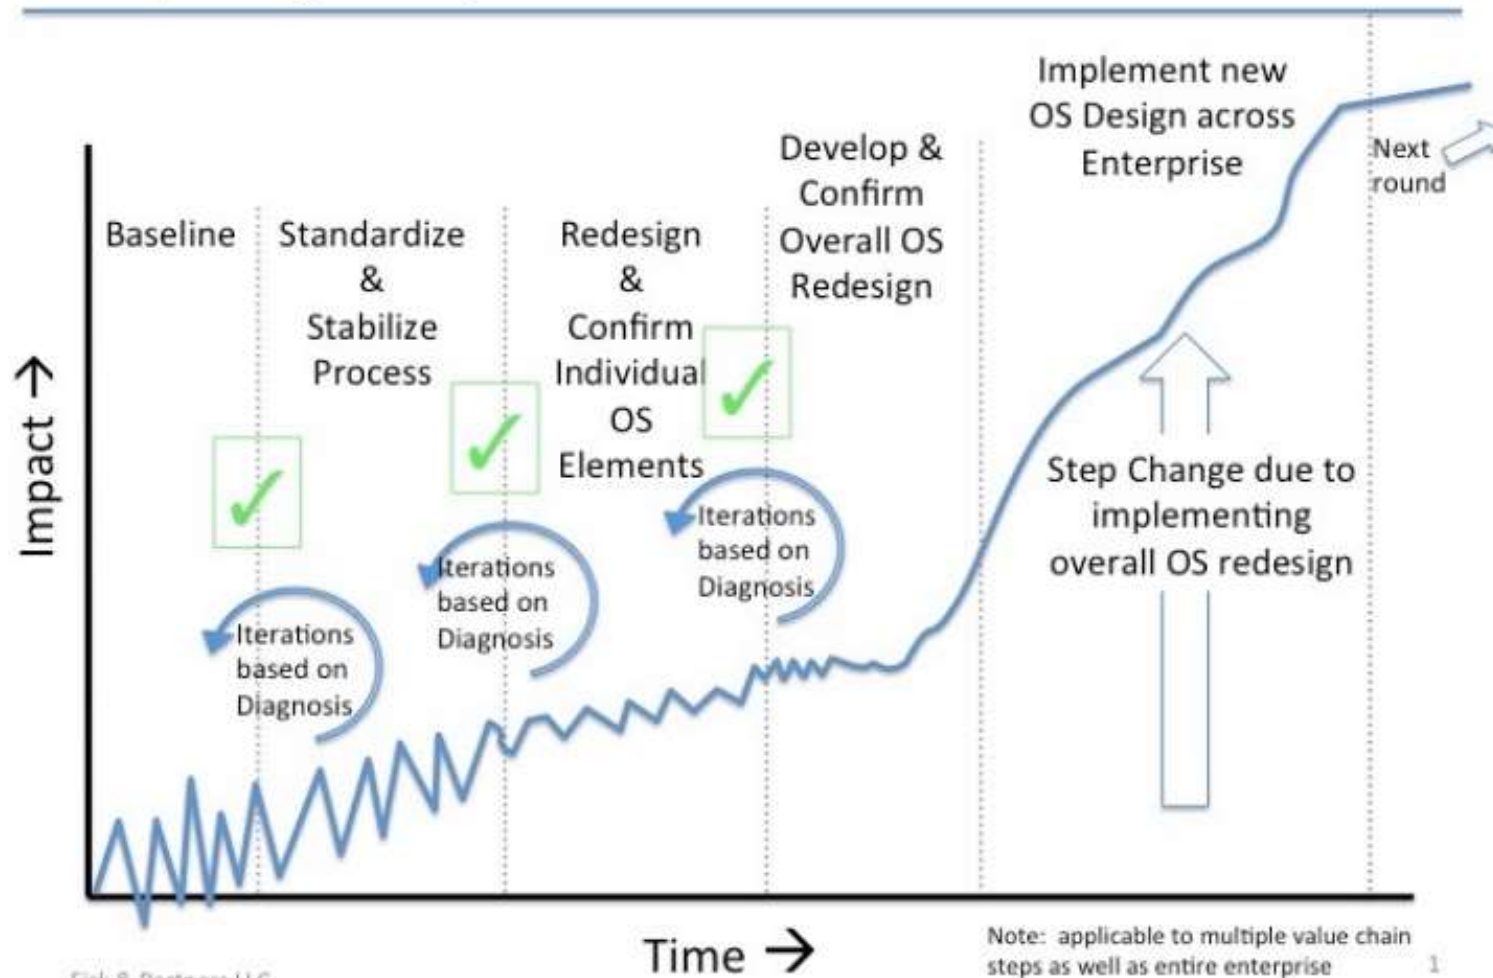 Baseline
Standardize
&
Stabilize
Process
Redesign
&
Confirm
Individual
OS
Elements
Develop &
Confirm
Overall OS
Redesign
Implement new
OS Design across
Enterprise
Next
round
Iterations
based on
Diagnosis
Iterations
based on
Diagnosis
Iterations
based on
Diagnosis
Step Change due to
implementing
overall OS redesign
Impact →
Time →
Note: applicable to multiple value chain
steps as well as entire enterprise
1